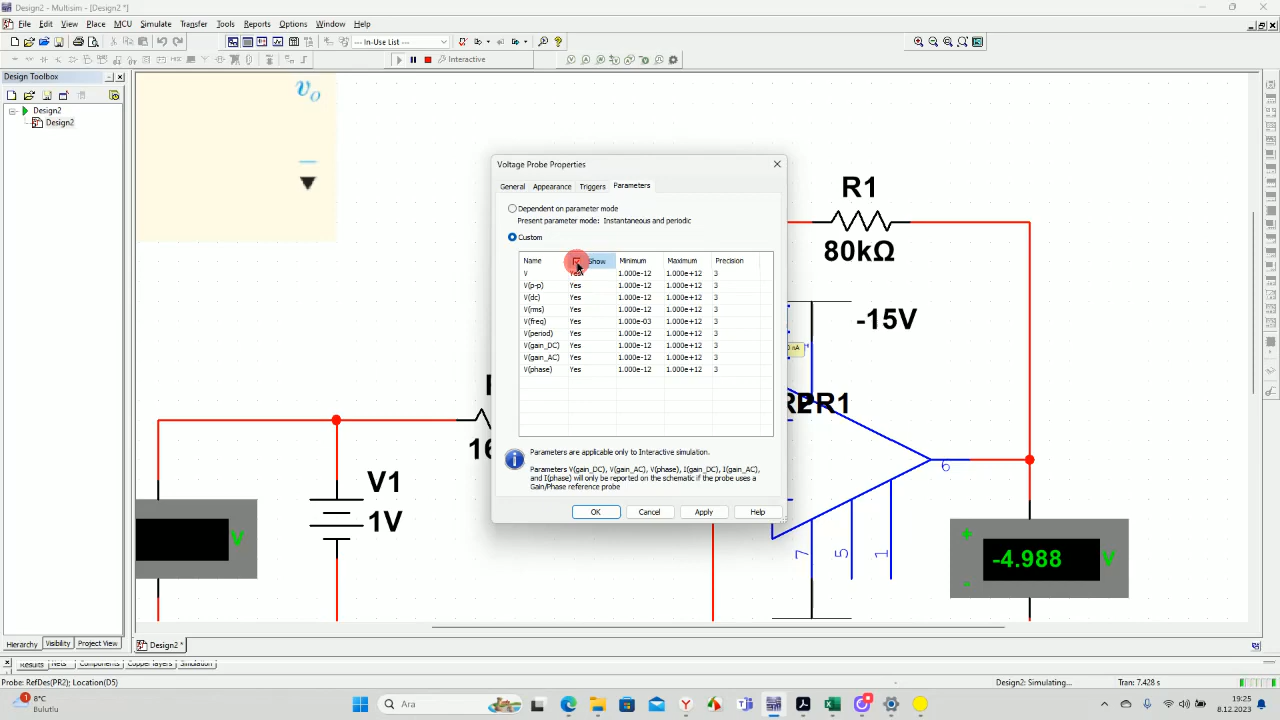 Design2 - Multisim - [Design2 *]
File Edit View Place MCU Simulate Transfer Tools Reports Options Window Help
--- In-Use List ---
Interactive
Design Toolbox
Design2
Design2
vo
Voltage Probe Properties
General Appearance Triggers Parameters
Dependent on parameter mode
Present parameter mode: Instantaneous and periodic
Custom
Name Show Minimum Maximum Precision
V Yes 1.000e-12 1.000e+12 3
V(p-p) Yes 1.000e-12 1.000e+12 3
V(dc) Yes 1.000e-12 1.000e+12 3
V(rms) Yes 1.000e-12 1.000e+12 3
V(freq) Yes 1.000e-03 1.000e+12 3
V(period) Yes 1.000e-12 1.000e+12 3
V(gain_DC) Yes 1.000e-12 1.000e+12 3
V(gain_AC) Yes 1.000e-12 1.000e+12 3
V(phase) Yes 1.000e-12 1.000e+12 3
Parameters are applicable only to Interactive simulation.
Parameters V(gain_DC), V(gain_AC), V(phase), I(gain_DC), I(gain_AC),
and I(phase) will only be reported on the schematic if the probe uses a
Gain/Phase reference probe
OK Cancel Apply Help
R1
80kΩ
-15V
PR1
6
7 5 1
V1
1V
16
V
+
-4.988 V
-
Hierarchy Visibility Project View
Design2 *
Results Nets Components Copper layers Simulation
Probe: RefDes(PR2); Location(D5)
Design2: Simulating...
Tran: 7.428 s
1
8°C
Bulutlu
Ara
19:25
8.12.2023